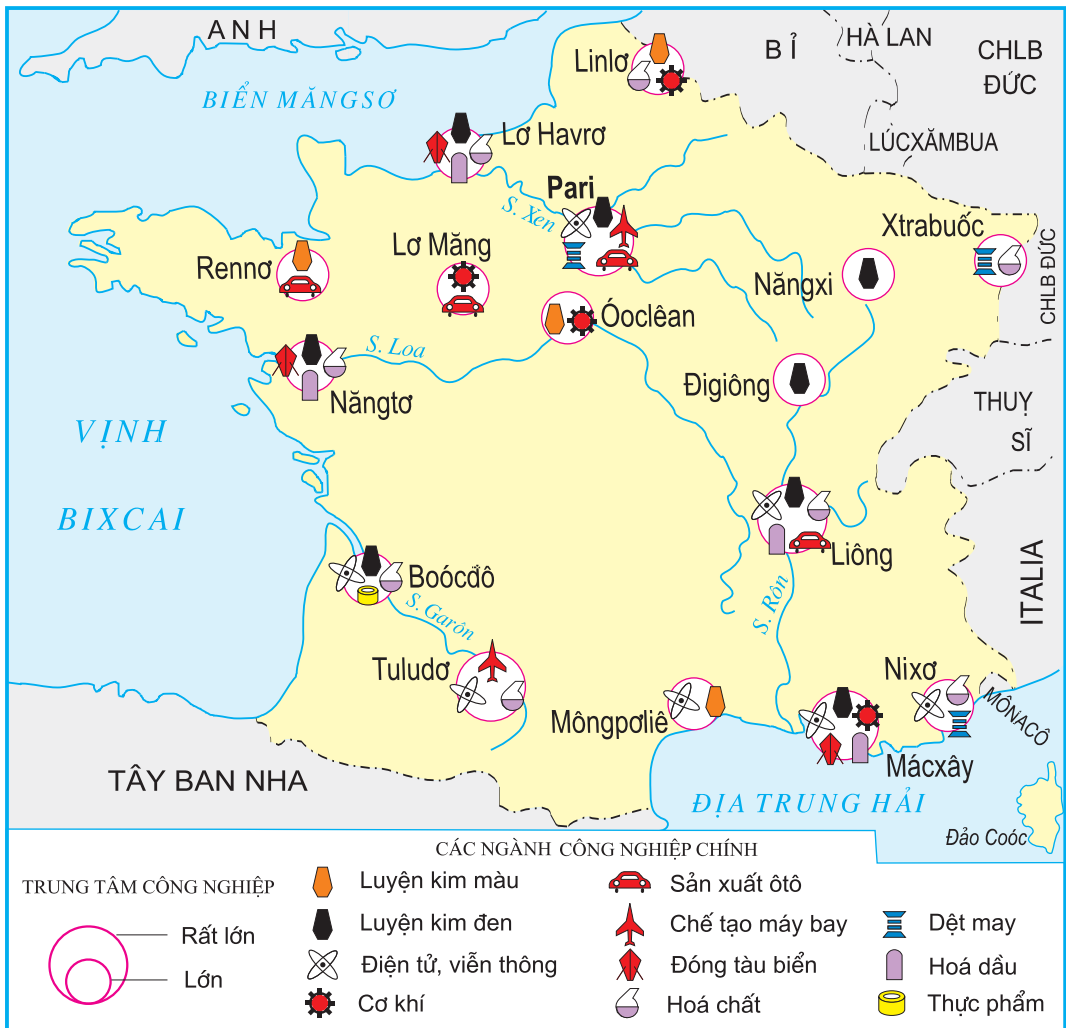 ANH
BIỂN MĂNGSƠ
Linlơ
BỈ
HÀ LAN
CHLB
ĐỨC
LÚCXĂMBUA
Lơ Havrơ
Pari
S. Xen
Xtrabuốc
CHLB ĐỨC
Rennơ
Lơ Măng
Năngxi
Óoclêan
S. Loa
Năngtơ
Đigiông
THUỴ
SĨ
VỊNH
BIXCAI
Liông
ITALIA
Boócđô
S. Garôn
S. Rôn
Tuludơ
Môngpơliê
Nixơ
MÔNACÔ
Mácxây
TÂY BAN NHA
ĐỊA TRUNG HẢI
Đảo Coóc
CÁC NGÀNH CÔNG NGHIỆP CHÍNH
TRUNG TÂM CÔNG NGHIỆP
Rất lớn
Lớn
Luyện kim màu
Luyện kim đen
Điện tử, viễn thông
Cơ khí
Sản xuất ôtô
Chế tạo máy bay
Đóng tàu biển
Hoá chất
Dệt may
Hoá dầu
Thực phẩm